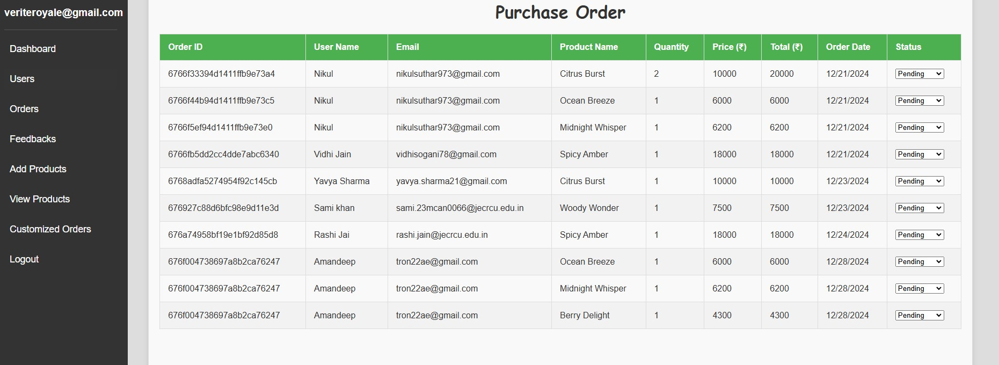 veriteroyale@gmail.com
Dashboard
Users
Orders
Feedbacks
Add Products
View Products
Customized Orders
Logout
Purchase Order
Order ID User Name Email Product Name Quantity Price (₹) Total (₹) Order Date Status
6766f33394d1411ffb9e73a4 Nikul nikulsuthar973@gmail.com Citrus Burst 2 10000 20000 12/21/2024 Pending
6766f44b94d1411ffb9e73c5 Nikul nikulsuthar973@gmail.com Ocean Breeze 1 6000 6000 12/21/2024 Pending
6766f5ef94d1411ffb9e73e0 Nikul nikulsuthar973@gmail.com Midnight Whisper 1 6200 6200 12/21/2024 Pending
6766fb5dd2cc4dde7abc6340 Vidhi Jain vidhisogani78@gmail.com Spicy Amber 1 18000 18000 12/21/2024 Pending
6768adfa5274954f92c145cb Yavya Sharma yavya.sharma21@gmail.com Citrus Burst 1 10000 10000 12/23/2024 Pending
676927c88d6bfc98e9d11e3d Sami khan sami.23mcan0066@jecrcu.edu.in Woody Wonder 1 7500 7500 12/23/2024 Pending
676a74958bf19e1bf92d85d8 Rashi Jai rashi.jain@jecrcu.edu.in Spicy Amber 1 18000 18000 12/24/2024 Pending
676f004738697a8b2ca76247 Amandeep tron22ae@gmail.com Ocean Breeze 1 6000 6000 12/28/2024 Pending
676f004738697a8b2ca76247 Amandeep tron22ae@gmail.com Midnight Whisper 1 6200 6200 12/28/2024 Pending
676f004738697a8b2ca76247 Amandeep tron22ae@gmail.com Berry Delight 1 4300 4300 12/28/2024 Pending